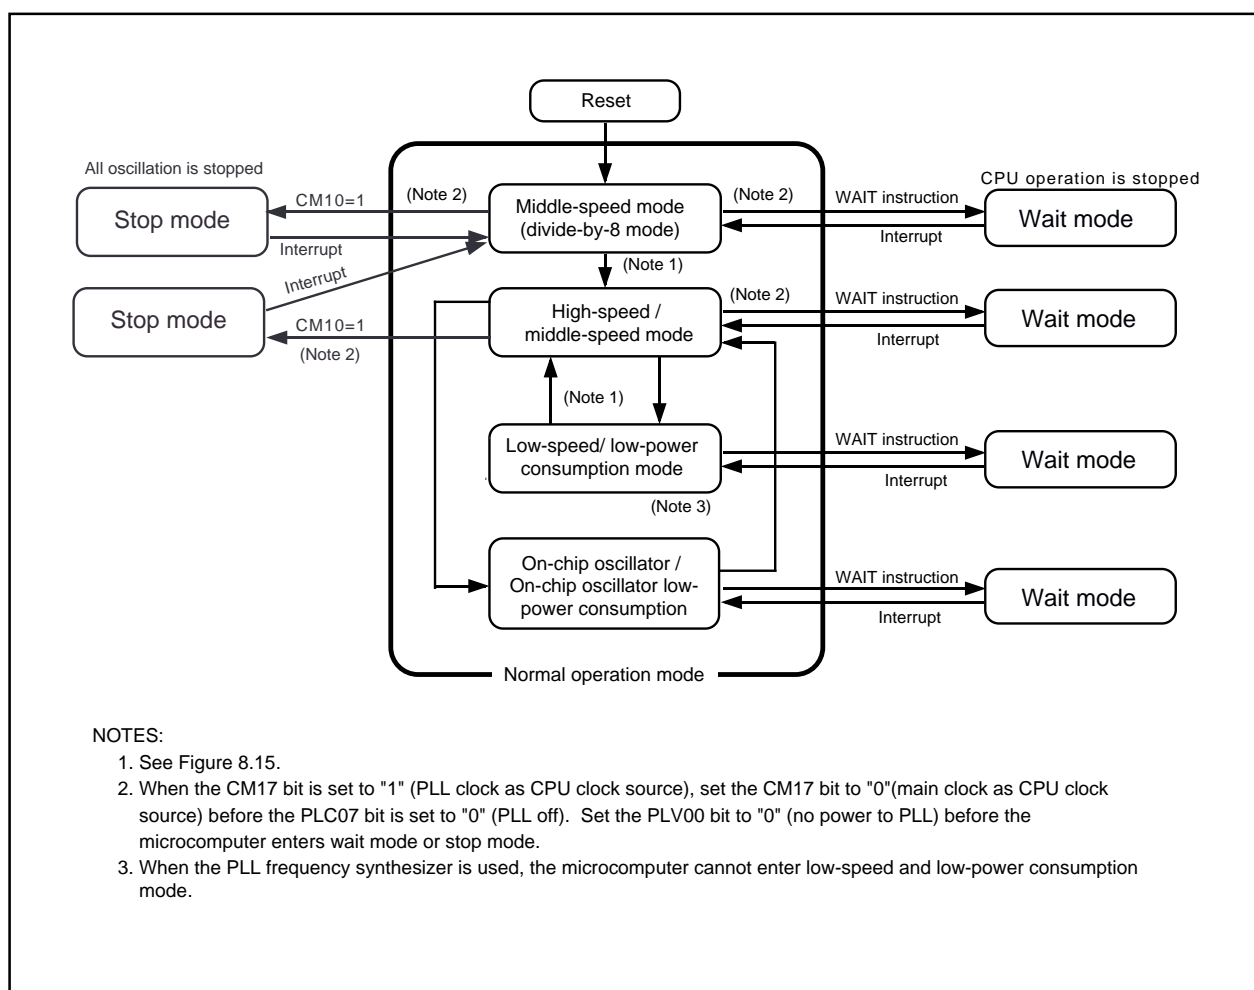 Reset
All oscillation is stopped
CPU operation is stopped
Stop mode
CM10=1
(Note 2)
Middle-speed mode
(divide-by-8 mode)
(Note 2)
WAIT instruction
Wait mode
Interrupt
Interrupt
Interrupt
(Note 1)
Stop mode
CM10=1
(Note 2)
High-speed /
middle-speed mode
(Note 2)
WAIT instruction
Wait mode
Interrupt
(Note 1)
Low-speed/ low-power
consumption mode
WAIT instruction
Wait mode
Interrupt
(Note 3)
On-chip oscillator /
On-chip oscillator low-
power consumption
WAIT instruction
Wait mode
Interrupt
Normal operation mode
NOTES:
1. See Figure 8.15.
2. When the CM17 bit is set to "1" (PLL clock as CPU clock source), set the CM17 bit to "0"(main clock as CPU clock
source) before the PLC07 bit is set to "0" (PLL off). Set the PLV00 bit to "0" (no power to PLL) before the
microcomputer enters wait mode or stop mode.
3. When the PLL frequency synthesizer is used, the microcomputer cannot enter low-speed and low-power consumption
mode.